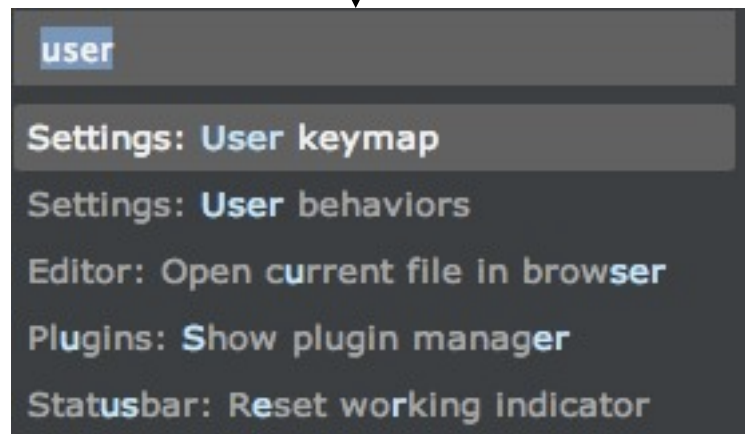 user
Settings: User keymap
Settings: User behaviors
Editor: Open current file in browser
Plugins: Show plugin manager
Statusbar: Reset working indicator